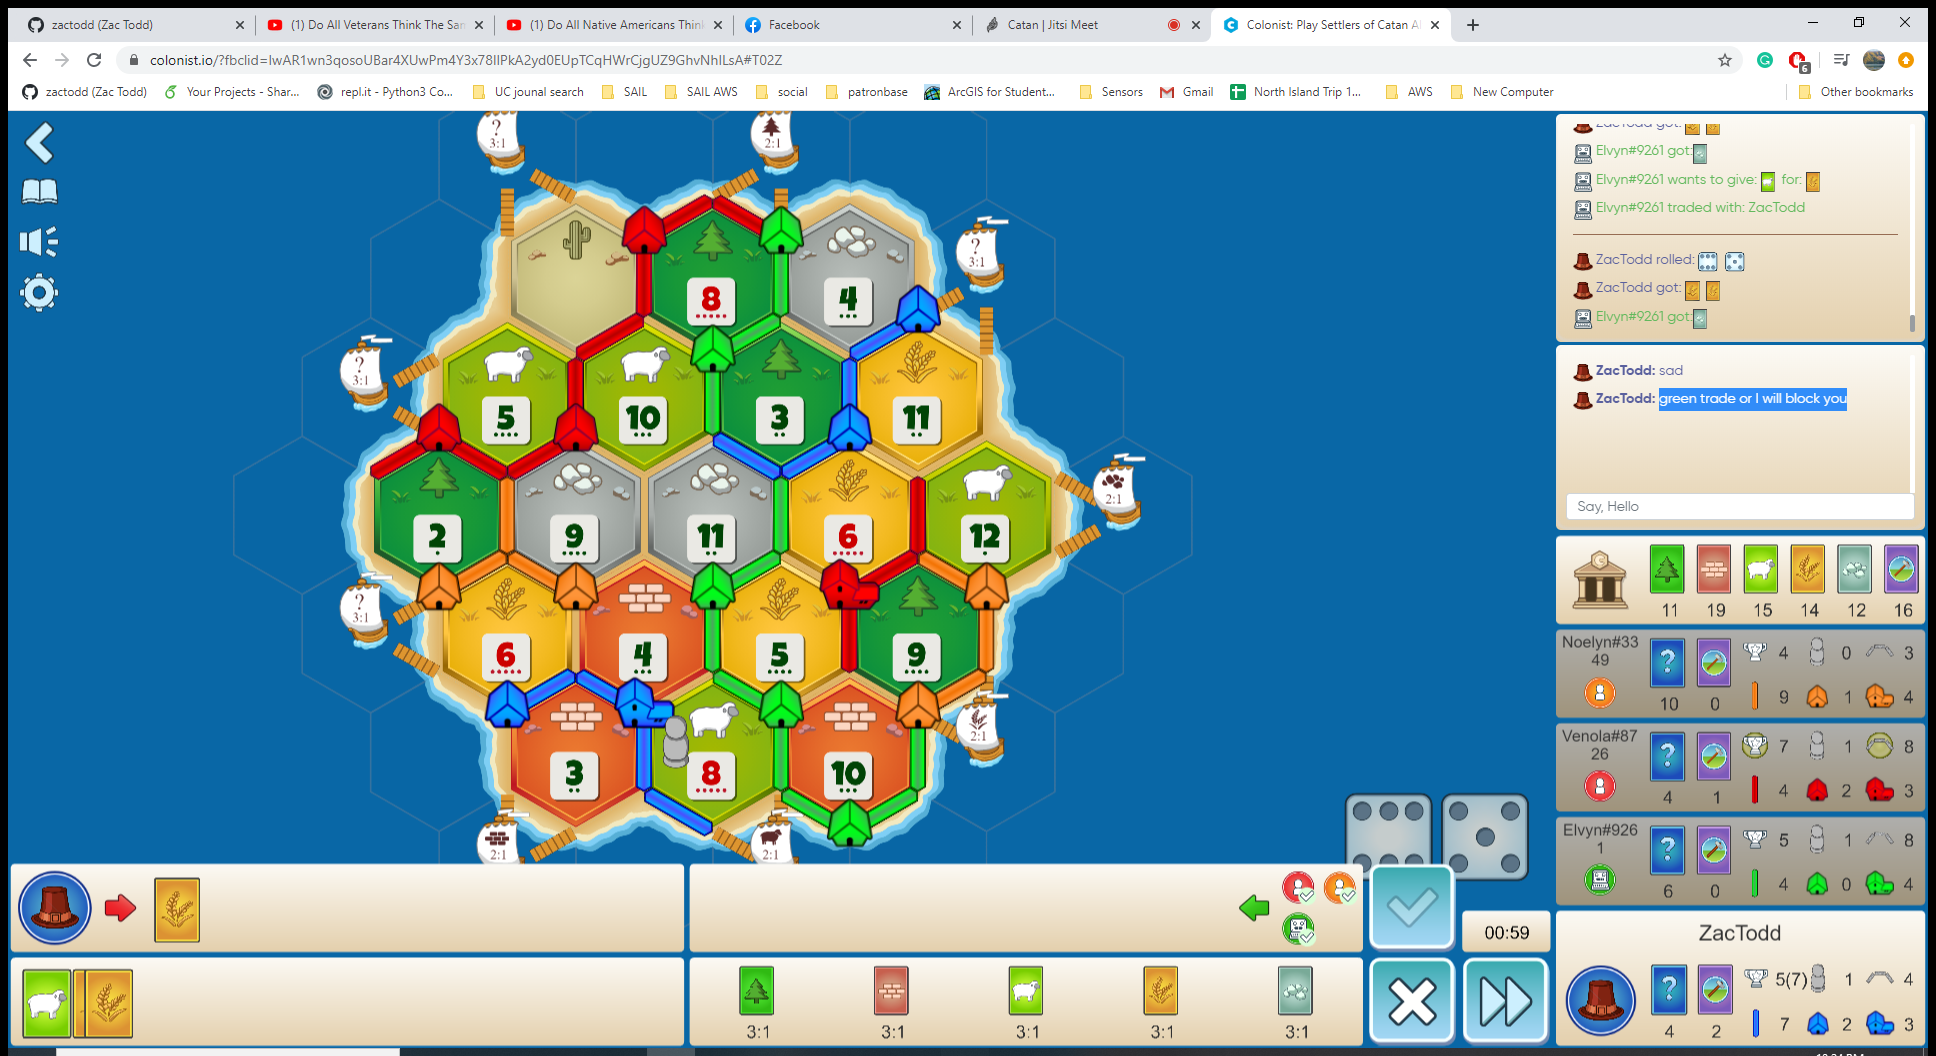 zactodd (Zac Todd)
(1) Do All Veterans Think The San
(1) Do All Native Americans Think
Facebook
Catan | Jitsi Meet
Colonist: Play Settlers of Catan Al
zactodd (Zac Todd)
Your Projects - Shar...
repl.it - Python3 Co...
UC jounal search
SAIL
SAIL AWS
social
patronbase
ArcGIS for Student...
Sensors
Gmail
North Island Trip 1...
AWS
New Computer
Other bookmarks
6
?
3:1
2:1
?
3:1
?
3:1
2:1
?
3:1
2:1
2:1
2:1
8
4
5
10
3
11
2
9
11
6
12
6
4
5
9
3
8
10
ZacTodd got:
Elvyn#9261 got:
Elvyn#9261 wants to give: for:
Elvyn#9261 traded with: ZacTodd
ZacTodd rolled:
ZacTodd got:
Elvyn#9261 got:
ZacTodd: sad
ZacTodd: green trade or I will block you
Say, Hello
11 19 15 14 12 16
Noelyn#33
49
? 4 0 3
10 0 9 1 4
Venola#87
26
? 7 1 8
4 1 4 2 3
Elvyn#926
1
? 5 1 8
6 0 4 0 4
00:59
ZacTodd
? 5(7) 1 4
4 2 7 2 3
3:1 3:1 3:1 3:1 3:1